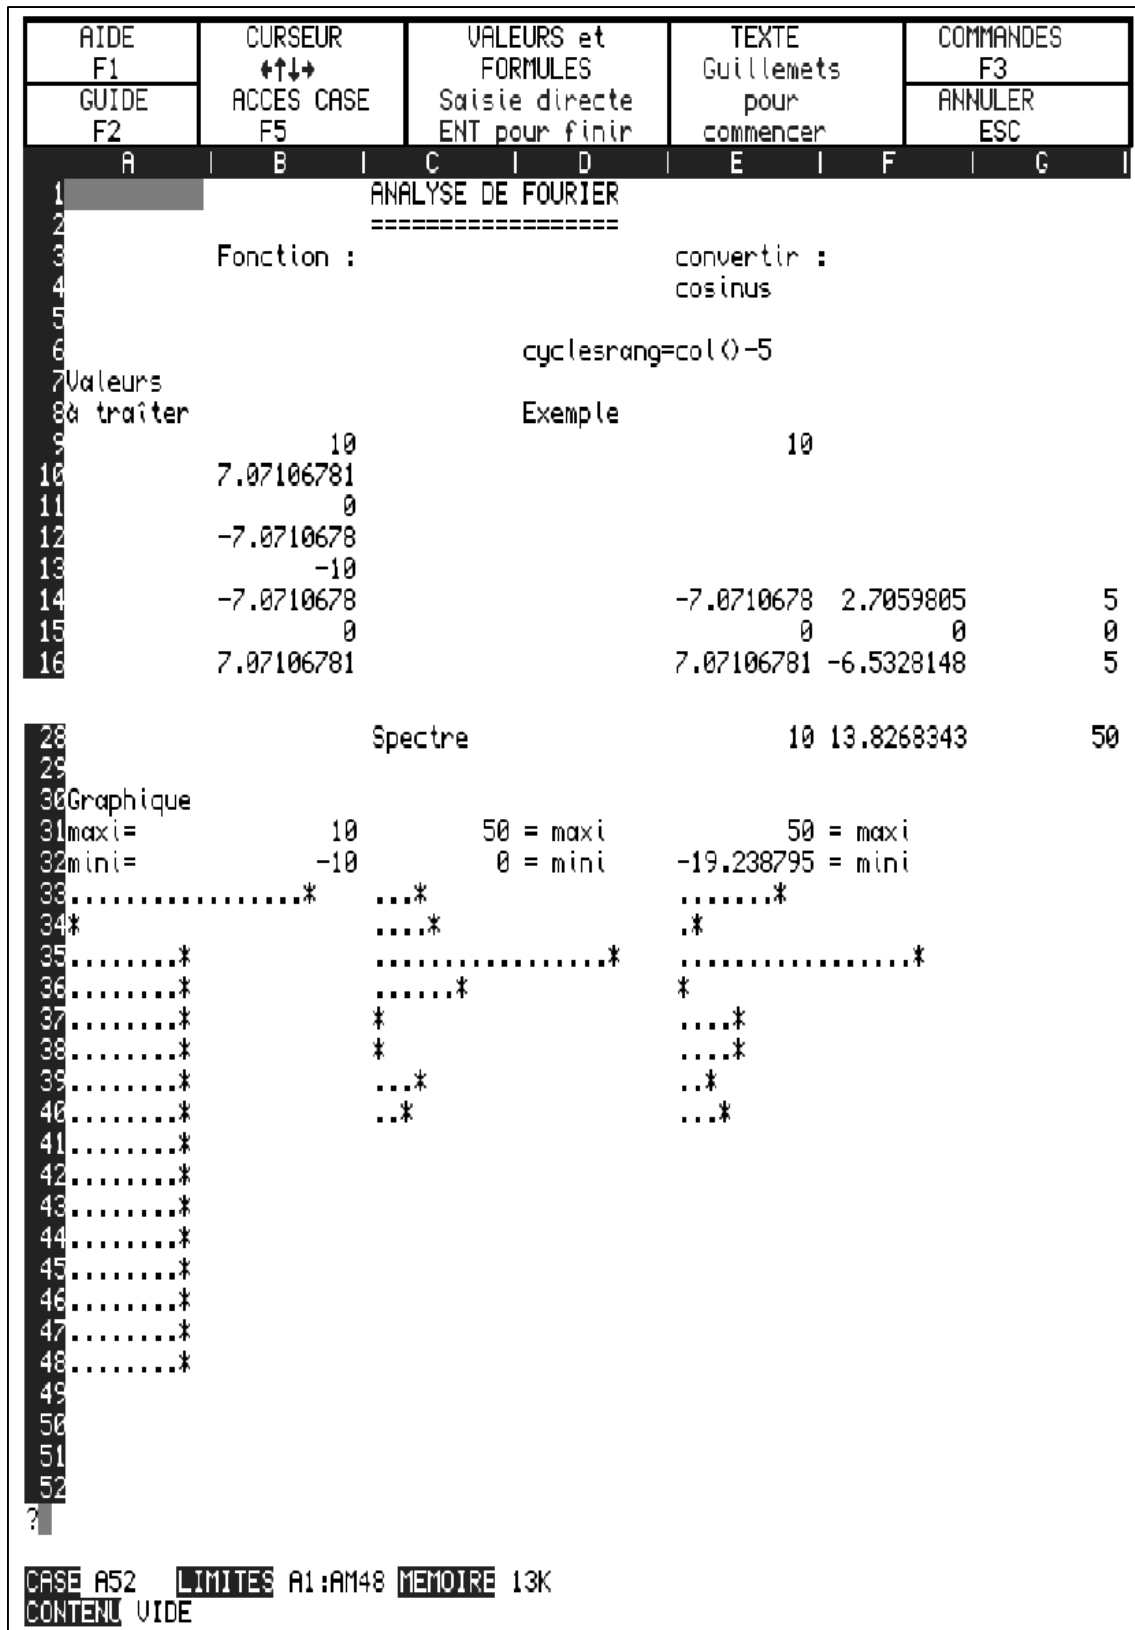 AIDE CURSEUR VALEURS et TEXTE COMMANDES
F1 ←↑↓→ FORMULES Guillemets F3
GUIDE ACCES CASE Saisie directe pour ANNULER
F2 F5 ENT pour finir commencer ESC
A | B | C | D | E | F | G |
1 ANALYSE DE FOURIER
2 ==================
3 Fonction : convertir :
4 cosinus
5
6 cyclesrang=col()-5
7 Valeurs
8 à traîter Exemple
9 10 10
10 7.07106781
11 0
12 -7.0710678
13 -10
14 -7.0710678 -7.0710678 2.7059805 5
15 0 0 0 0
16 7.07106781 7.07106781 -6.5328148 5
28 Spectre 10 13.8268343 50
29
30 Graphique
31 maxi= 10 50 = maxi 50 = maxi
32 mini= -10 0 = mini -19.238795 = mini
33 .................* ...* .......*
34 * ....* .*
35 ........* .................* .................*
36 ........* ......* *
37 ........* * ....*
38 ........* * ....*
39 ........* ...* ..*
40 ........* ..* ...*
41 ........*
42 ........*
43 ........*
44 ........*
45 ........*
46 ........*
47 ........*
48 ........*
49
50
51
52
?
CASE A52 LIMITES A1:AM48 MEMOIRE 13K
CONTENU VIDE